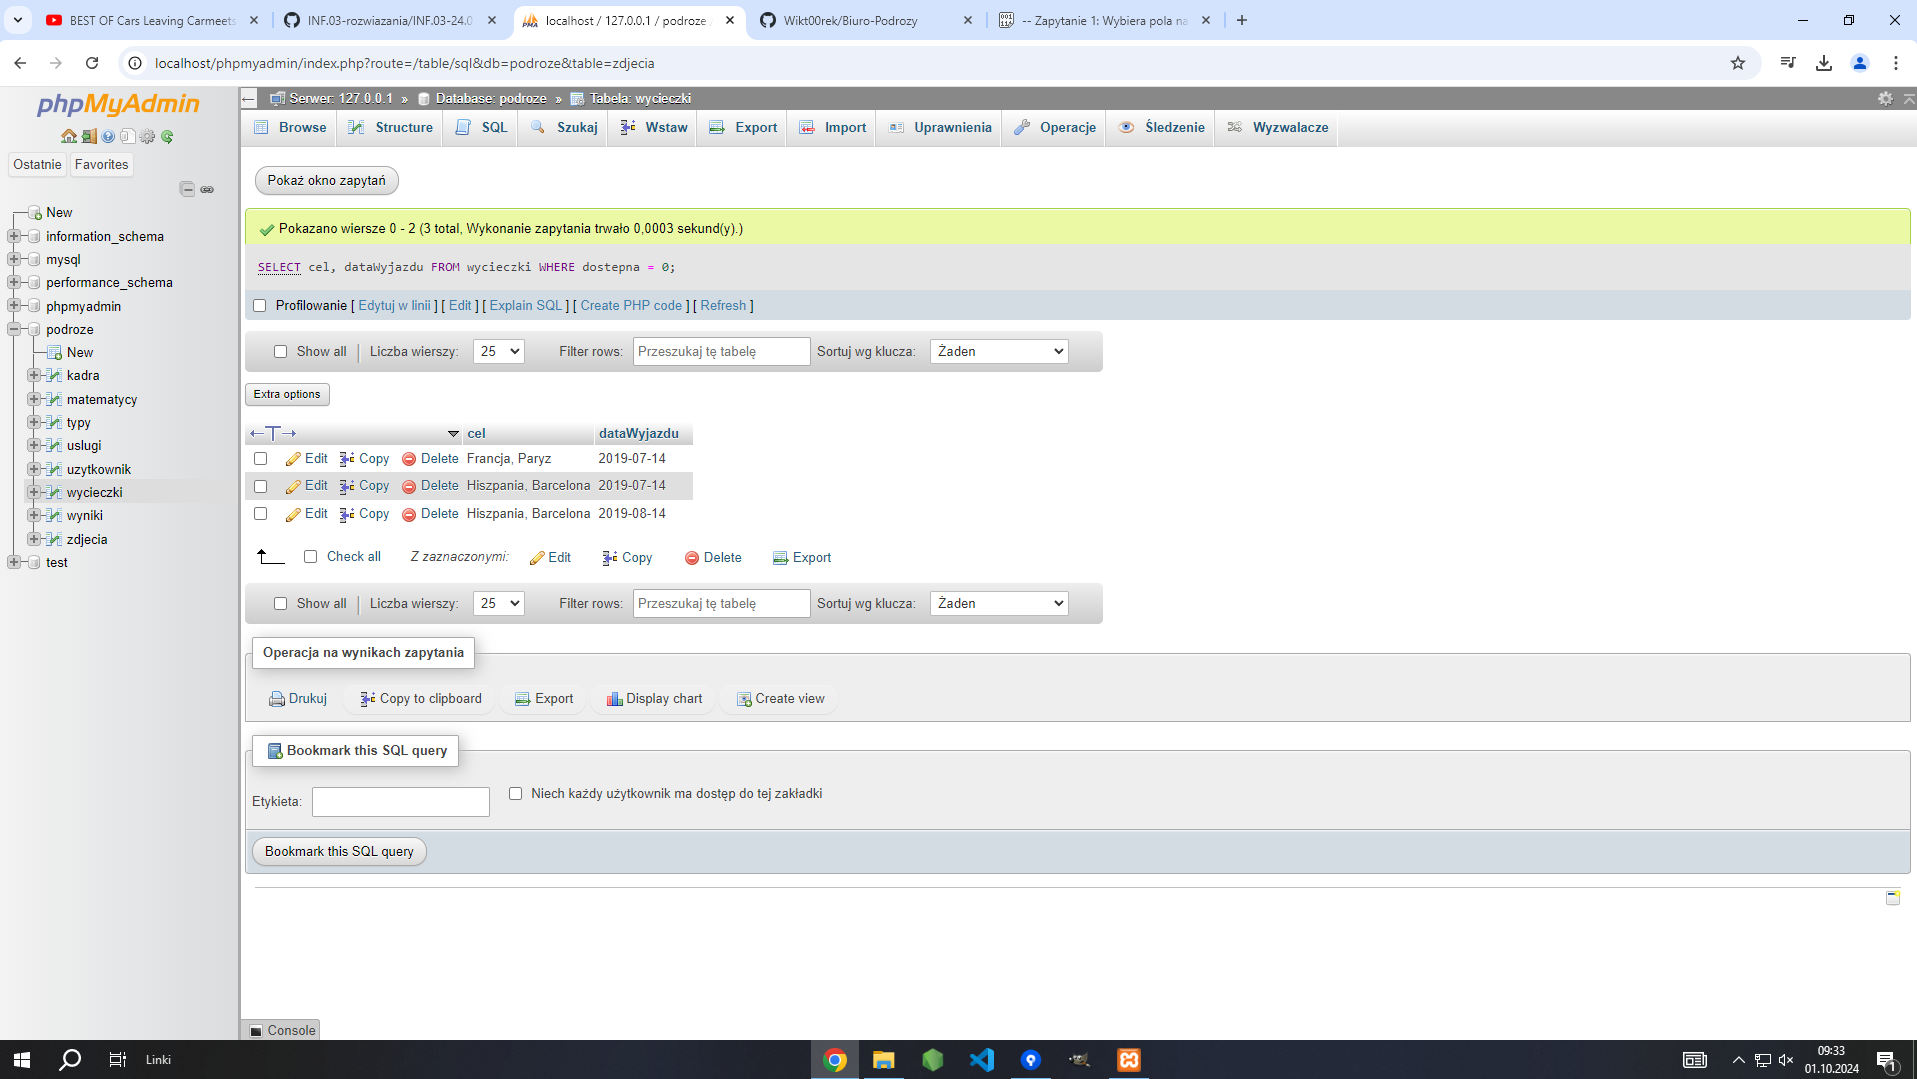 BEST OF Cars Leaving Carmeets
INF.03-rozwiazania/INF.03-24.0
localhost / 127.0.0.1 / podroze
Wikt00rek/Biuro-Podrozy
-- Zapytanie 1: Wybiera pola na
localhost/phpmyadmin/index.php?route=/table/sql&db=podroze&table=zdjecia
phpMyAdmin
Ostatnie Favorites
New
information_schema
mysql
performance_schema
phpmyadmin
podroze
New
kadra
matematycy
typy
uslugi
uzytkownik
wycieczki
wyniki
zdjecia
test
Serwer: 127.0.0.1 » Database: podroze » Tabela: wycieczki
Browse Structure SQL Szukaj Wstaw Export Import Uprawnienia Operacje Śledzenie Wyzwalacze
Pokaż okno zapytań
Pokazano wiersze 0 - 2 (3 total, Wykonanie zapytania trwało 0,0003 sekund(y).)
SELECT cel, dataWyjazdu FROM wycieczki WHERE dostepna = 0;
Profilowanie [ Edytuj w linii ] [ Edit ] [ Explain SQL ] [ Create PHP code ] [ Refresh ]
Show all Liczba wierszy: 25 Filter rows: Przeszukaj tę tabelę Sortuj wg klucza: Żaden
Extra options
←T→ cel dataWyjazdu
Edit Copy Delete Francja, Paryz 2019-07-14
Edit Copy Delete Hiszpania, Barcelona 2019-07-14
Edit Copy Delete Hiszpania, Barcelona 2019-08-14
Check all Z zaznaczonymi: Edit Copy Delete Export
Show all Liczba wierszy: 25 Filter rows: Przeszukaj tę tabelę Sortuj wg klucza: Żaden
Operacja na wynikach zapytania
Drukuj Copy to clipboard Export Display chart Create view
Bookmark this SQL query
Etykieta: Niech każdy użytkownik ma dostęp do tej zakładki
Bookmark this SQL query
Console
Linki
09:33
01.10.2024
1